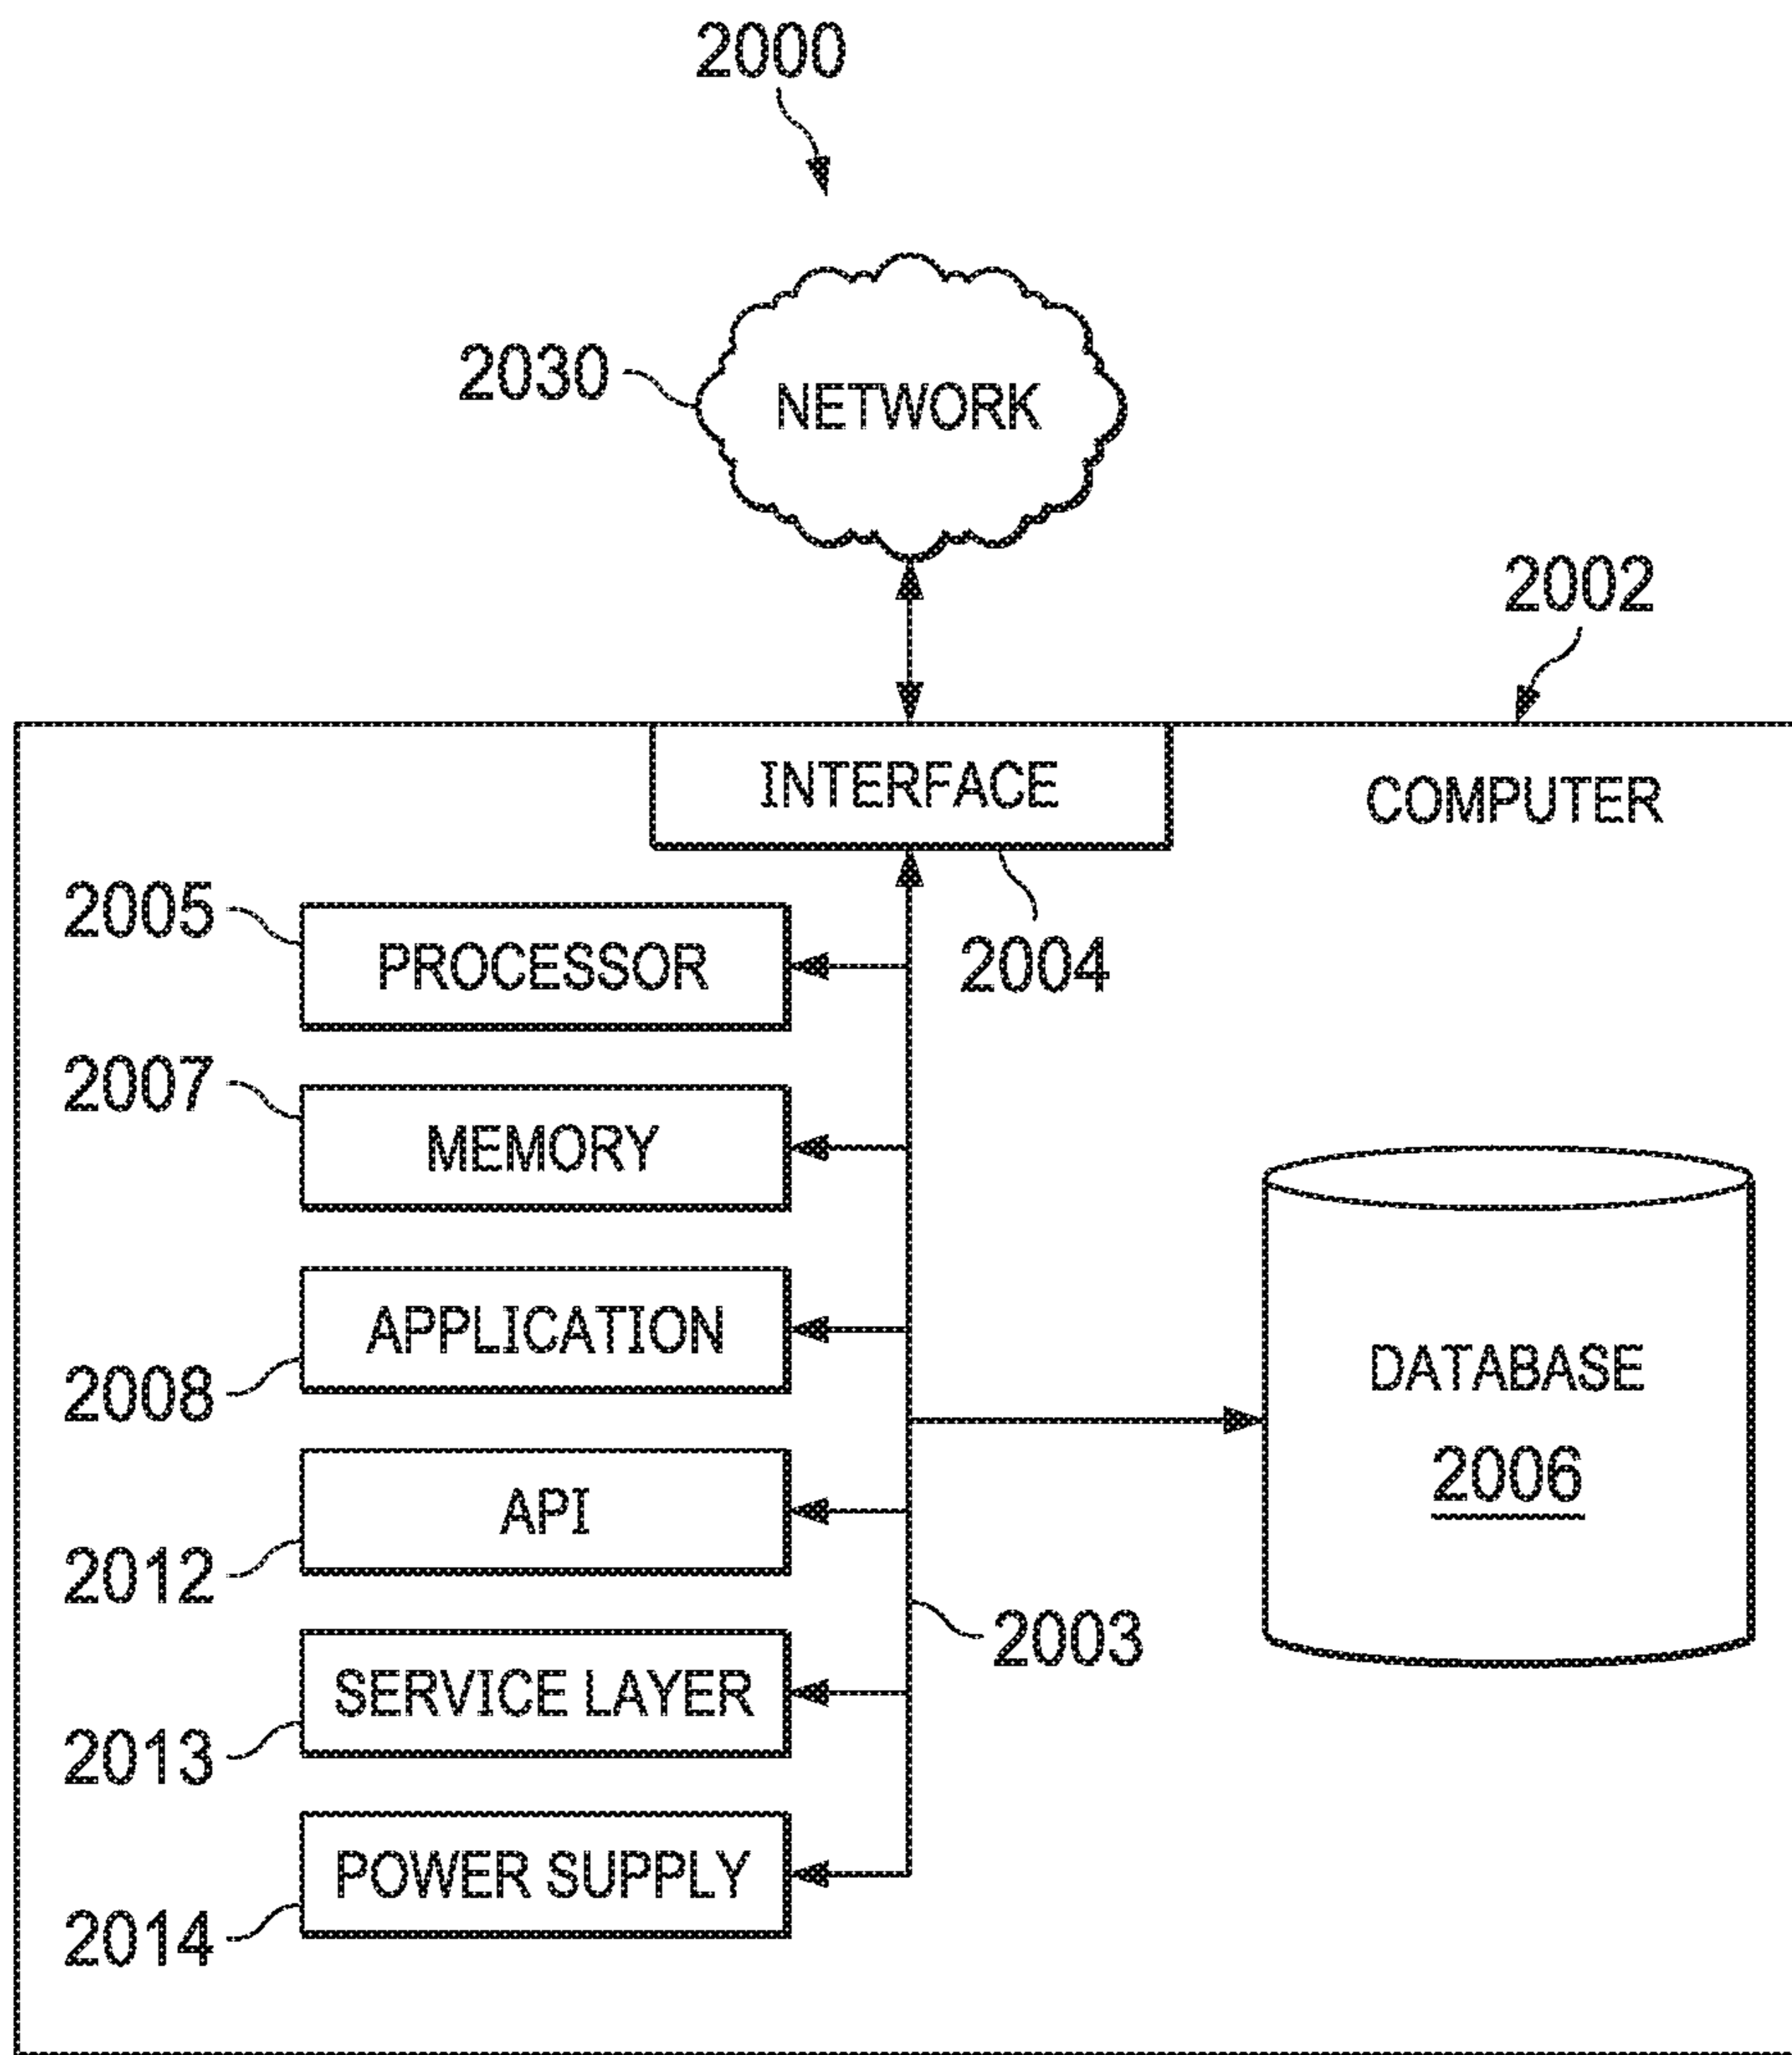 2000
2030
NETWORK
2002
INTERFACE
COMPUTER
2005
PROCESSOR
2004
2007
MEMORY
APPLICATION
2008
DATABASE
2006
API
2012
2003
SERVICE LAYER
2013
POWER SUPPLY
2014